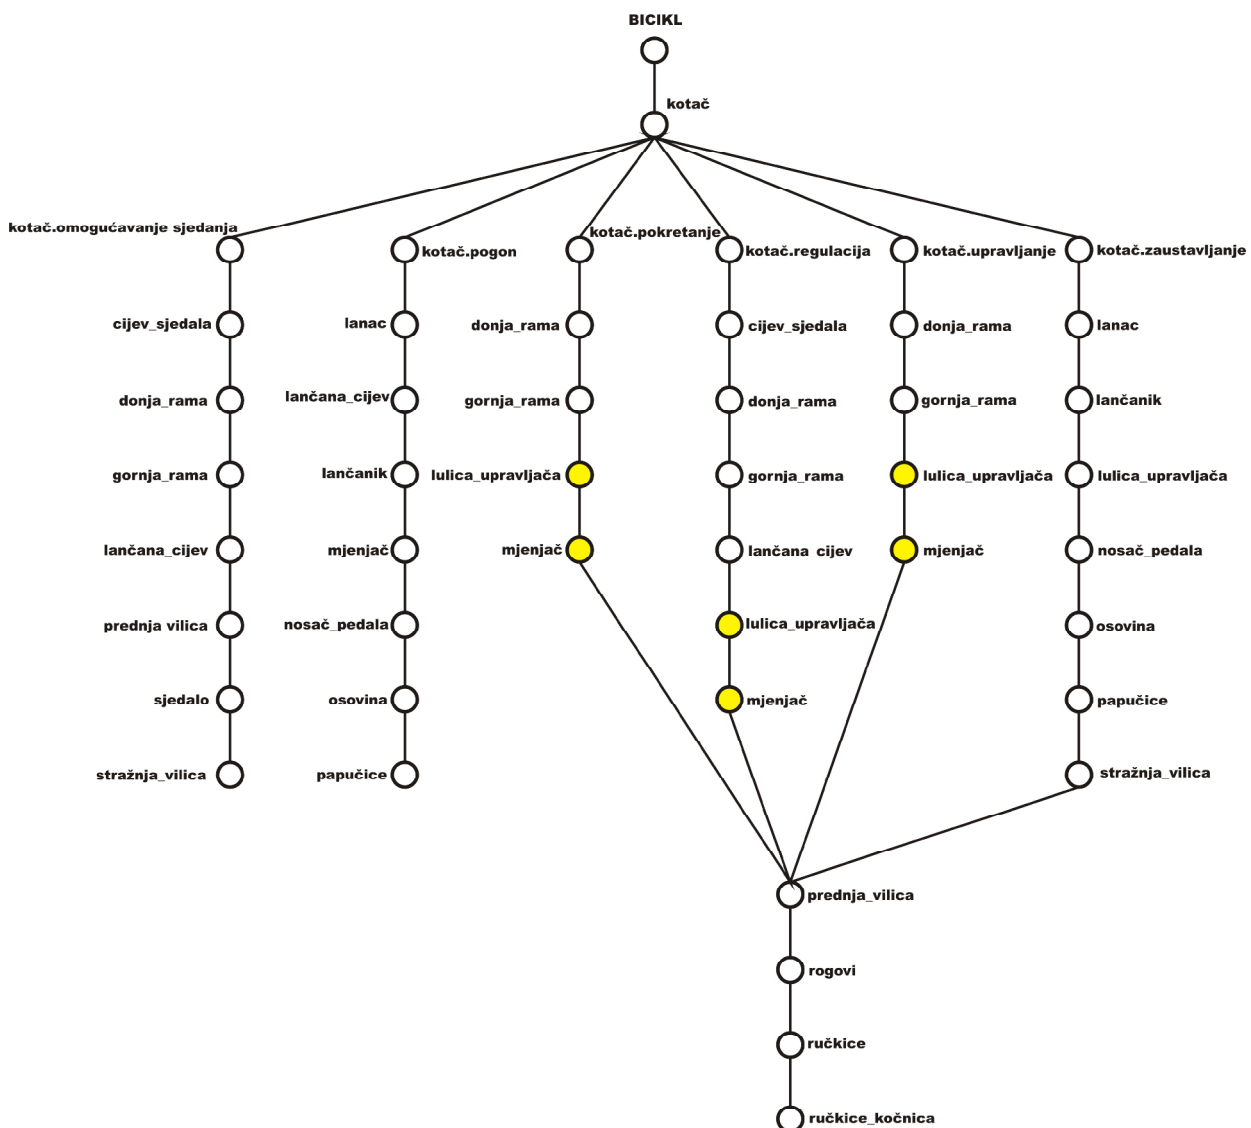 BICIKL
kotač
kotač.omogućavanje sjedanja
kotač.pogon
kotač.pokretanje
kotač.regulacija
kotač.upravljanje
kotač.zaustavljanje
cijev_sjedala
lanac
donja_rama
cijev_sjedala
donja_rama
lanac
donja_rama
lančana_cijev
gornja_rama
donja_rama
gornja_rama
lančanik
gornja_rama
lančanik
lulica_upravljača
gornja_rama
lulica_upravljača
lulica_upravljača
lančana_cijev
mjenjač
mjenjač
lančana cijev
mjenjač
nosač_pedala
prednja vilica
nosač_pedala
lulica_upravljača
osovina
sjedalo
osovina
mjenjač
papučice
stražnja_vilica
papučice
stražnja_vilica
prednja_vilica
rogovi
ručkice
ručkice_kočnica